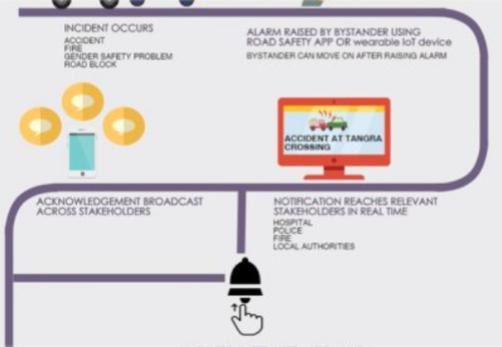 INCIDENT OCCURS
ACCIDENT
FIRE
GENDER SAFETY PROBLEM
ROAD BLOCK
ALARM RAISED BY BYSTANDER USING
ROAD SAFETY APP OR wearable IoT device
BYSTANDER CAN MOVE ON AFTER RAISING ALARM
ACCIDENT AT TANGRA
CROSSING
ACKNOWLEDGEMENT BROADCAST
ACROSS STAKEHOLDERS
NOTIFICATION REACHES RELEVANT
STAKEHOLDERS IN REAL TIME
HOSPITAL
POLICE
FIRE
LOCAL AUTHORITIES